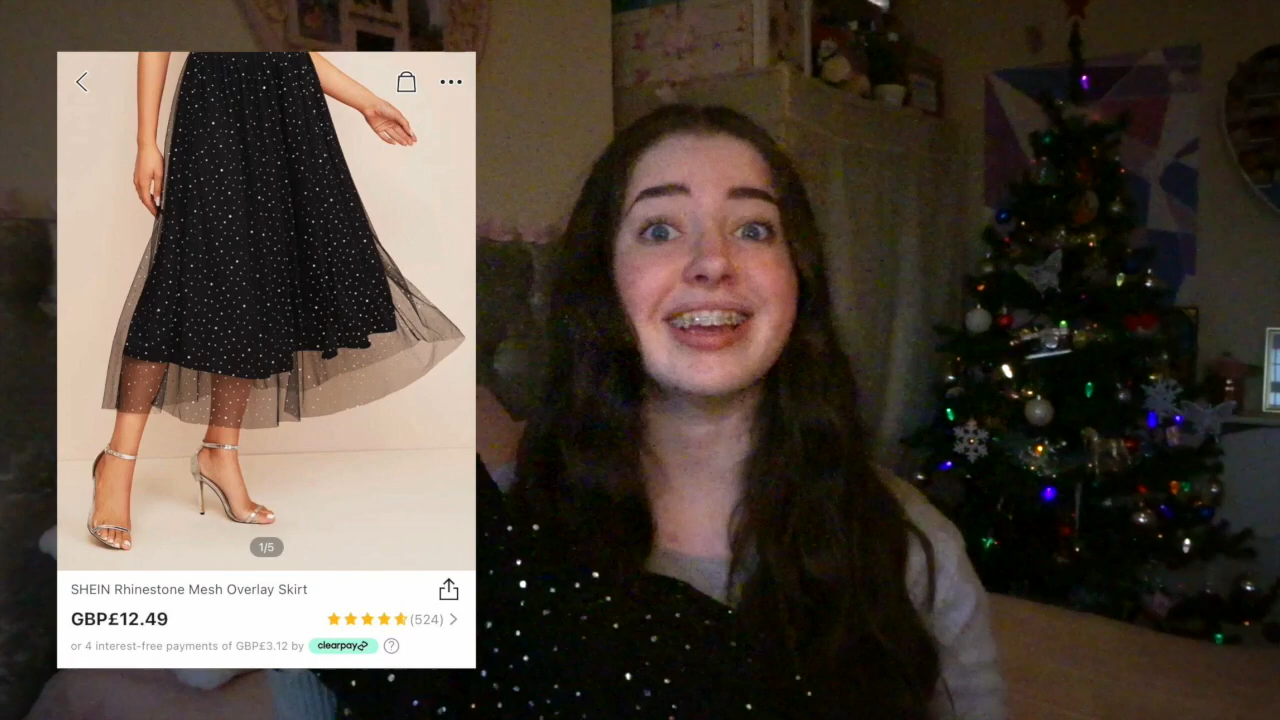 1/5
SHEIN Rhinestone Mesh Overlay Skirt
GBP£12.49
(524)
or 4 interest-free payments of GBP£3.12 by clearpay ?